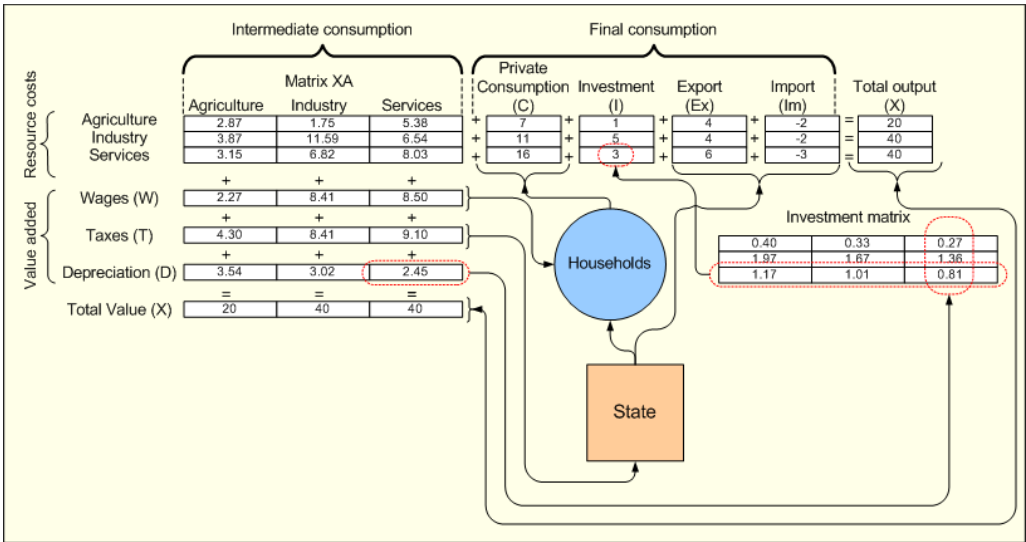 Intermediate consumption Final consumption
Private
Matrix XA Consumption Investment Export Import Total output
Agriculture Industry Services (C) (I) (Ex) (Im) (X)
Resource costs
Agriculture 2.87 1.75 5.38 + 7 + 1 + 4 + -2 = 20
Industry 3.87 11.59 6.54 + 11 + 5 + 4 + -2 = 40
Services 3.15 6.82 8.03 + 16 + 3 + 6 + -3 = 40
+ + +
Value added
Wages (W) 2.27 8.41 8.50
+ + +
Taxes (T) 4.30 8.41 9.10
+ + +
Depreciation (D) 3.54 3.02 2.45
= = =
Total Value (X) 20 40 40
Investment matrix
0.40 0.33 0.27
1.97 1.67 1.36
1.17 1.01 0.81
Households
State